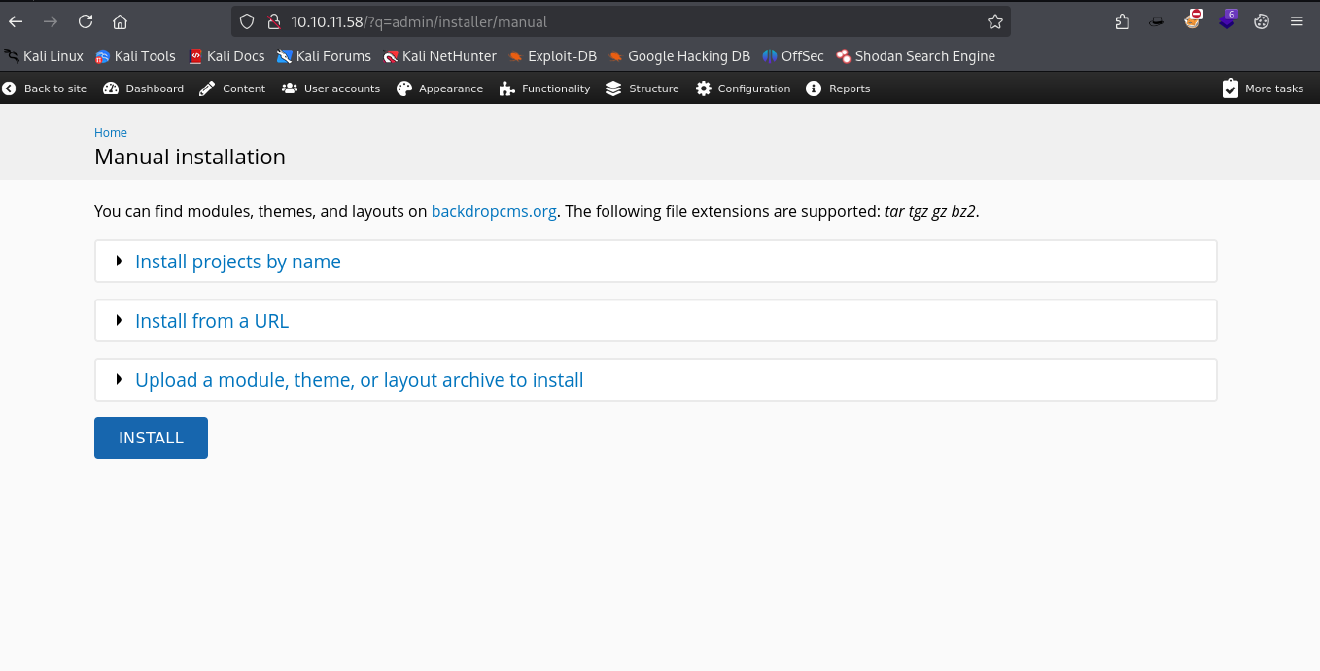 10.10.11.58/?q=admin/installer/manual
Kali Linux Kali Tools Kali Docs Kali Forums Kali NetHunter Exploit-DB Google Hacking DB OffSec Shodan Search Engine
Back to site Dashboard Content User accounts Appearance Functionality Structure Configuration Reports More tasks
Home
Manual installation
You can find modules, themes, and layouts on backdropcms.org. The following file extensions are supported: tar tgz gz bz2.
Install projects by name
Install from a URL
Upload a module, theme, or layout archive to install
INSTALL